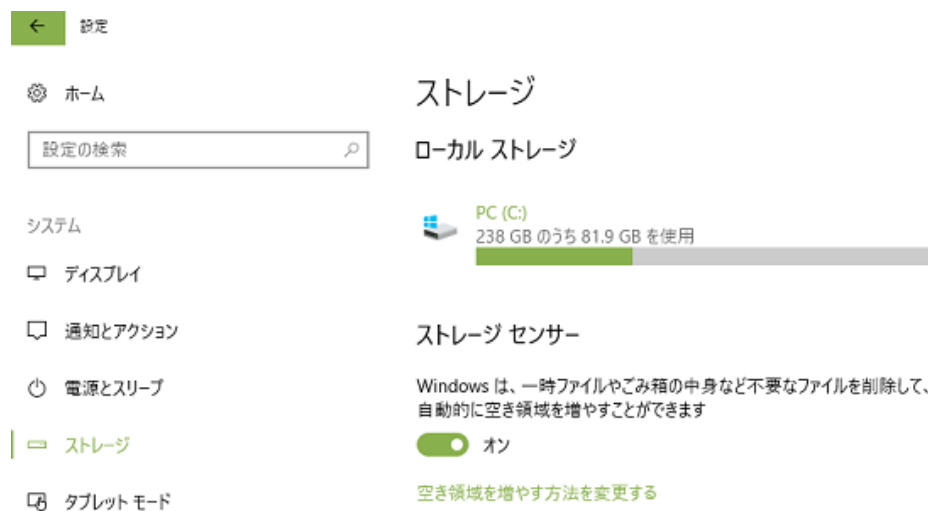 設定
ホーム
設定の検索
システム
ディスプレイ
通知とアクション
電源とスリープ
ストレージ
タブレット モード
ストレージ
ローカル ストレージ
PC (C:)
238 GB のうち 81.9 GB を使用
ストレージ センサー
Windows は、一時ファイルやごみ箱の中身など不要なファイルを削除して、
自動的に空き領域を増やすことができます
オン
空き領域を増やす方法を変更する